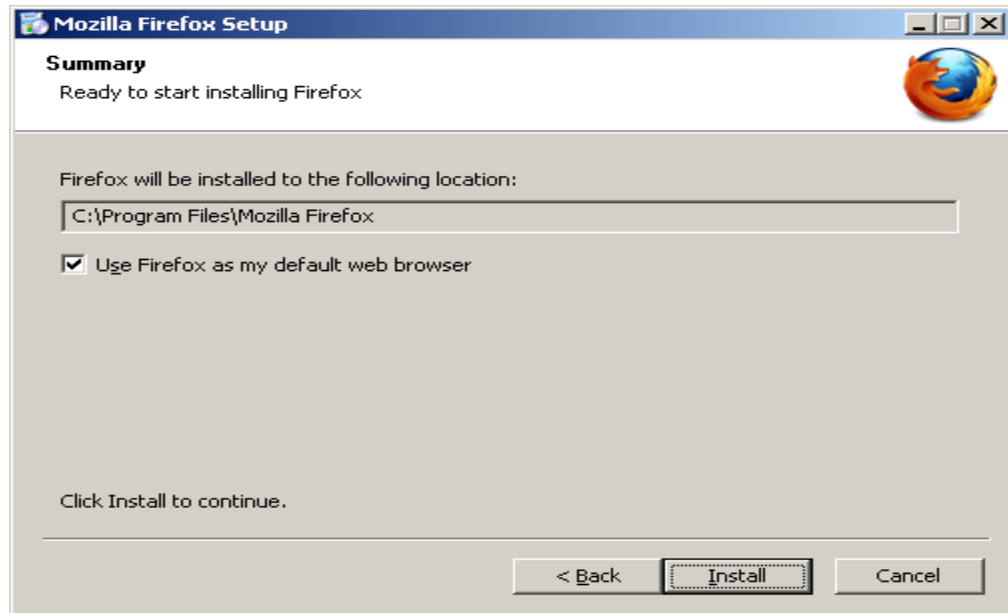 Mozilla Firefox Setup
Summary
Ready to start installing Firefox
Firefox will be installed to the following location:
C:\Program Files\Mozilla Firefox
Use Firefox as my default web browser
Click Install to continue.
< Back Install Cancel